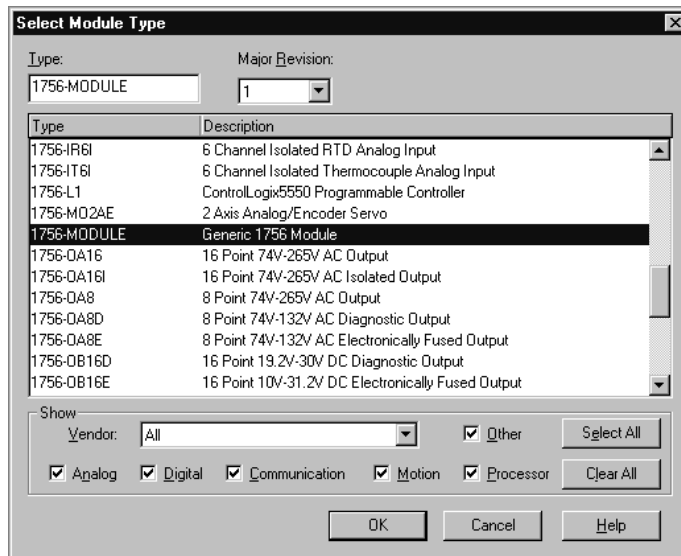 Select Module Type
Type: Major Revision:
1756-MODULE 1
Type Description
1756-IR6I 6 Channel Isolated RTD Analog Input
1756-IT6I 6 Channel Isolated Thermocouple Analog Input
1756-L1 ControlLogix5550 Programmable Controller
1756-M02AE 2 Axis Analog/Encoder Servo
1756-MODULE Generic 1756 Module
1756-OA16 16 Point 74V-265V AC Output
1756-OA16I 16 Point 74V-265V AC Isolated Output
1756-OA8 8 Point 74V-265V AC Output
1756-OA8D 8 Point 74V-132V AC Diagnostic Output
1756-OA8E 8 Point 74V-132V AC Electronically Fused Output
1756-OB16D 16 Point 19.2V-30V DC Diagnostic Output
1756-OB16E 16 Point 10V-31.2V DC Electronically Fused Output
Show
Vendor: All Other Select All
Analog Digital Communication Motion Processor Clear All
OK Cancel Help